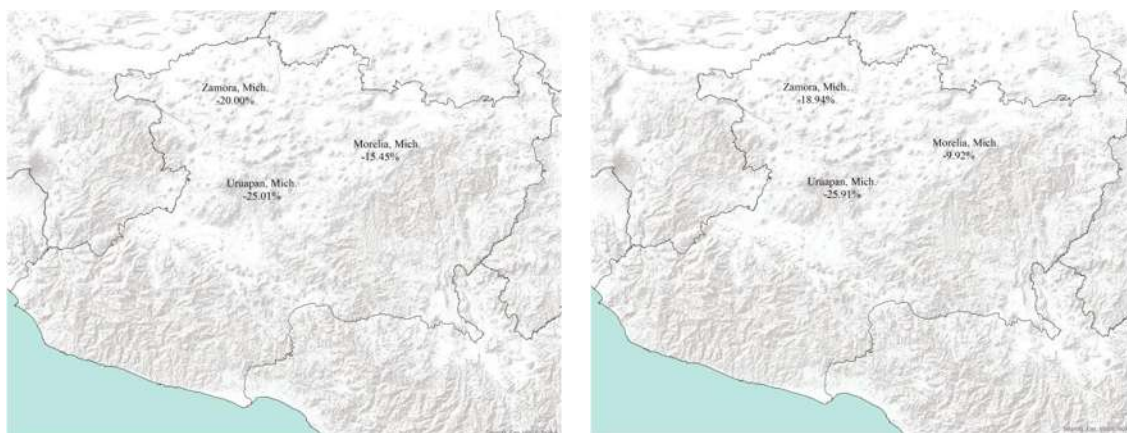 Zamora, Mich.
-20.00%
Morelia, Mich.
-15.45%
Uruapan, Mich.
-25.01%
Zamora, Mich.
-18.94%
Morelia, Mich.
-9.92%
Uruapan, Mich.
-25.91%